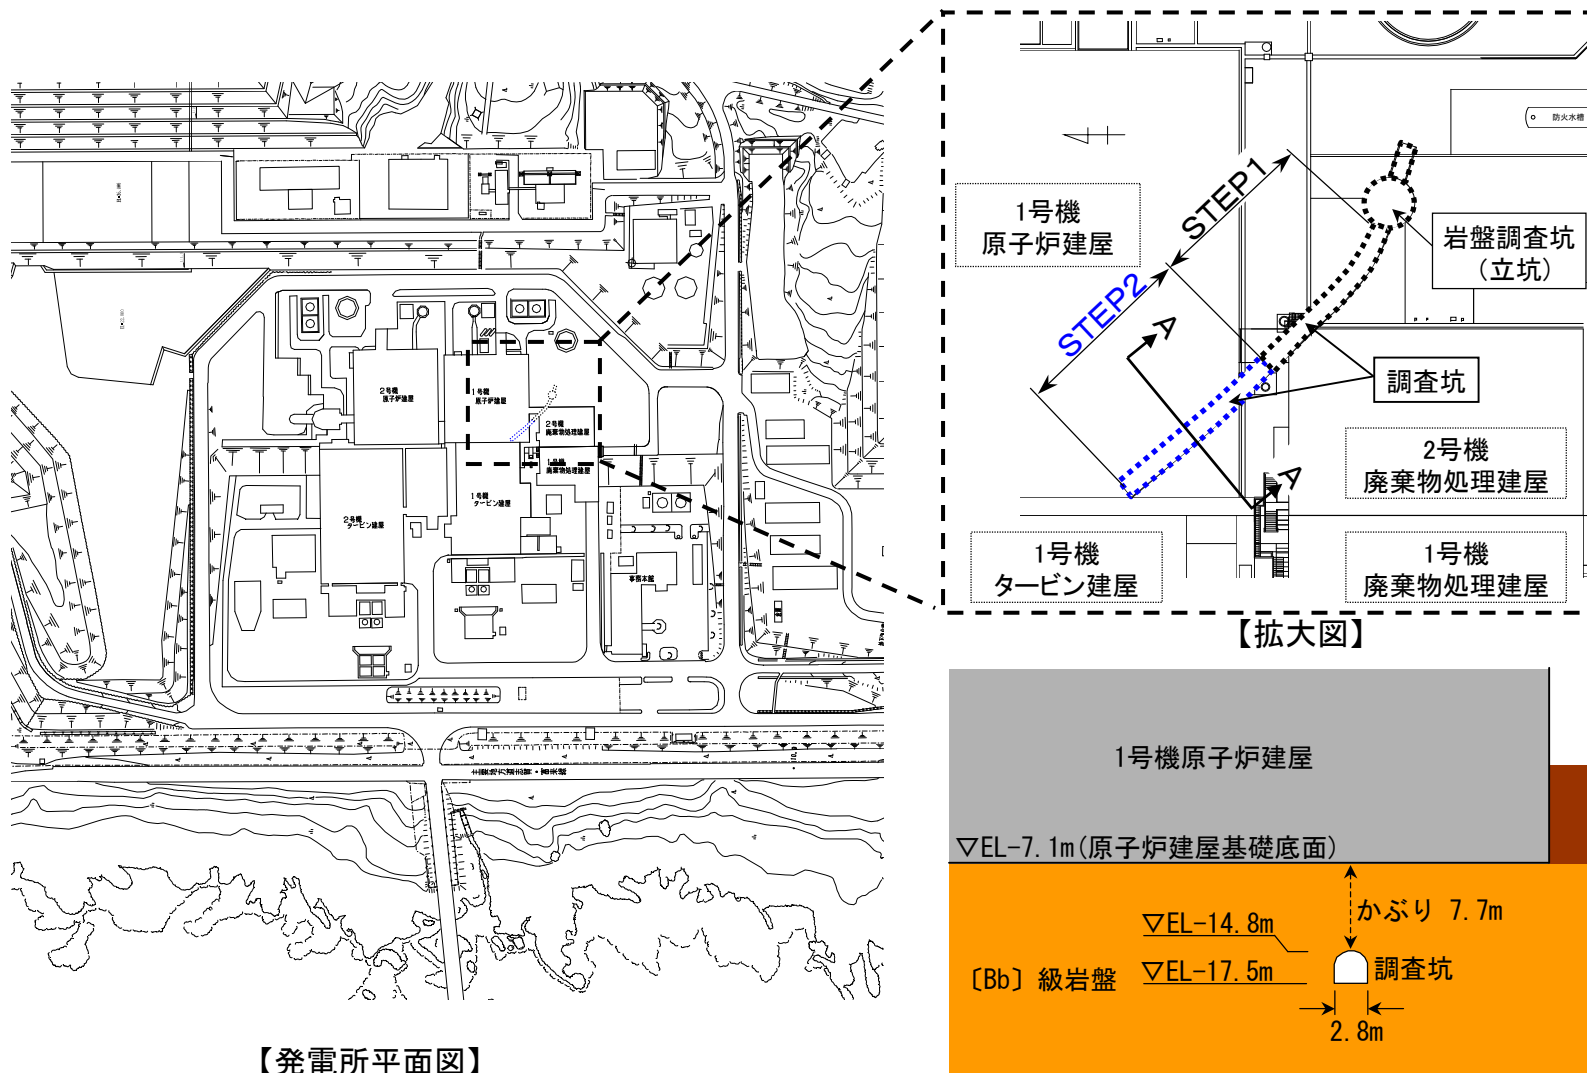 2号機
原子炉建屋
1号機
原子炉建屋
2号機
廃棄物処理建屋
1号機
廃棄物処理建屋
1号機
タービン建屋
2号機
タービン建屋
事務本館
【発電所平面図】
防火水槽
STEP1
STEP2
1号機
原子炉建屋
岩盤調査坑
(立坑)
A
調査坑
A
2号機
廃棄物処理建屋
1号機
タービン建屋
1号機
廃棄物処理建屋
【拡大図】
1号機原子炉建屋
▽EL-7.1m(原子炉建屋基礎底面)
かぶり 7.7m
▽EL-14.8m
〔Bb〕級岩盤
▽EL-17.5m
調査坑
2.8m